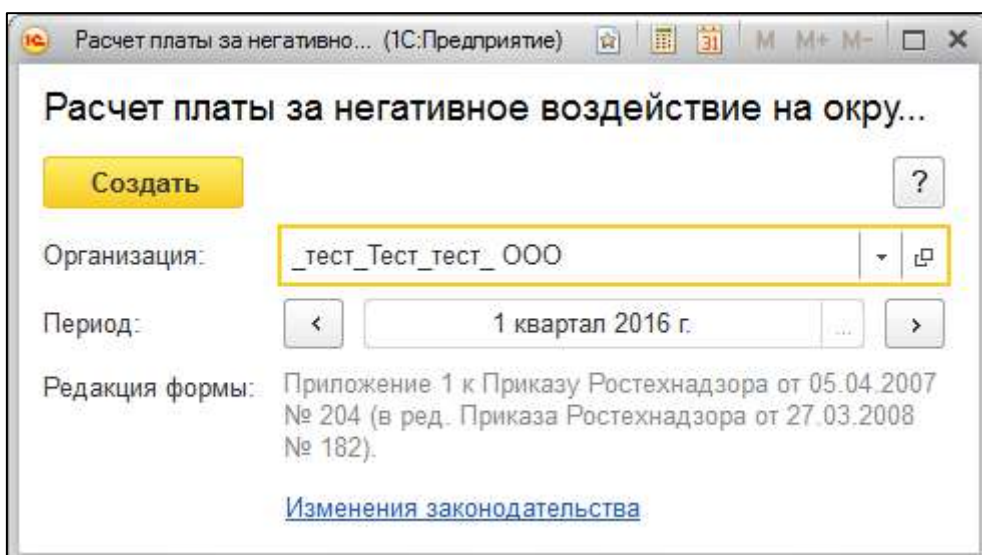 1С Расчет платы за негативно... (1С:Предприятие) 31 M M+ M-
Расчет платы за негативное воздействие на окру...
Создать ?
Организация: _тест_Тест_тест_ ООО
Период: 1 квартал 2016 г. ...
Редакция формы: Приложение 1 к Приказу Ростехнадзора от 05.04.2007
№ 204 (в ред. Приказа Ростехнадзора от 27.03.2008
№ 182).
Изменения законодательства